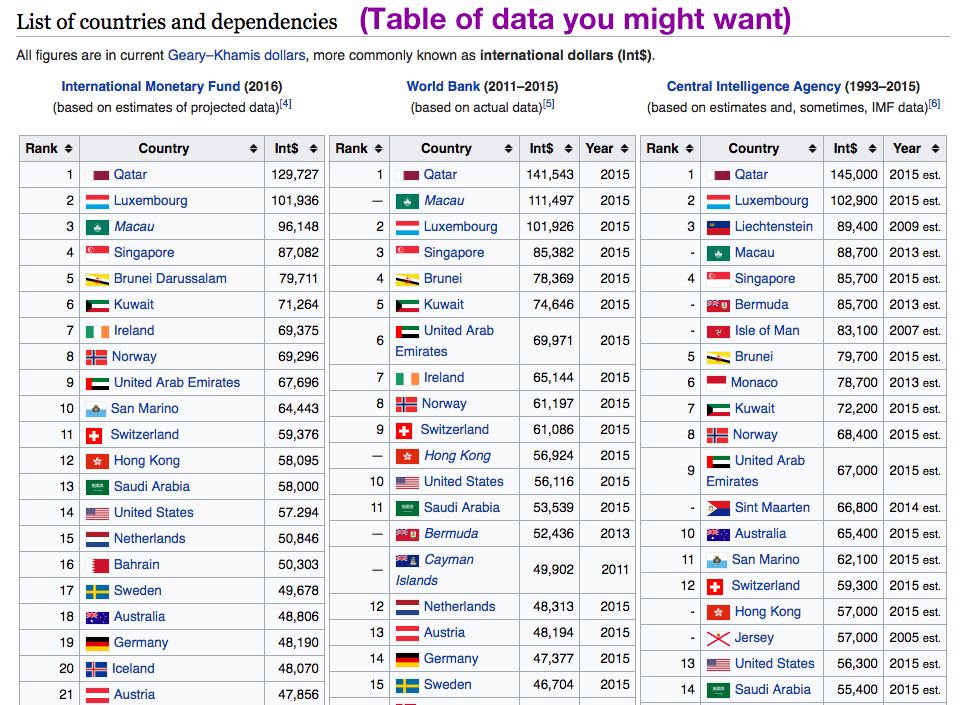 List of countries and dependencies (Table of data you might want)
All figures are in current Geary–Khamis dollars, more commonly known as international dollars (Int$).
International Monetary Fund (2016)
(based on estimates of projected data)[4]
Rank Country Int$
1 Qatar 129,727
2 Luxembourg 101,936
3 Macau 96,148
4 Singapore 87,082
5 Brunei Darussalam 79,711
6 Kuwait 71,264
7 Ireland 69,375
8 Norway 69,296
9 United Arab Emirates 67,696
10 San Marino 64,443
11 Switzerland 59,376
12 Hong Kong 58,095
13 Saudi Arabia 58,000
14 United States 57.294
15 Netherlands 50,846
16 Bahrain 50,303
17 Sweden 49,678
18 Australia 48,806
19 Germany 48,190
20 Iceland 48,070
21 Austria 47,856
World Bank (2011–2015)
(based on actual data)[5]
Rank Country Int$ Year
1 Qatar 141,543 2015
— Macau 111,497 2015
2 Luxembourg 101,926 2015
3 Singapore 85,382 2015
4 Brunei 78,369 2015
5 Kuwait 74,646 2015
6 United Arab Emirates 69,971 2015
7 Ireland 65,144 2015
8 Norway 61,197 2015
9 Switzerland 61,086 2015
— Hong Kong 56,924 2015
10 United States 56,116 2015
11 Saudi Arabia 53,539 2015
— Bermuda 52,436 2013
— Cayman Islands 49,902 2011
12 Netherlands 48,313 2015
13 Austria 48,194 2015
14 Germany 47,377 2015
15 Sweden 46,704 2015
Central Intelligence Agency (1993–2015)
(based on estimates and, sometimes, IMF data)[6]
Rank Country Int$ Year
1 Qatar 145,000 2015 est.
2 Luxembourg 102,900 2015 est.
3 Liechtenstein 89,400 2009 est.
- Macau 88,700 2013 est.
4 Singapore 85,700 2015 est.
- Bermuda 85,700 2013 est.
- Isle of Man 83,100 2007 est.
5 Brunei 79,700 2015 est.
6 Monaco 78,700 2013 est.
7 Kuwait 72,200 2015 est.
8 Norway 68,400 2015 est.
9 United Arab Emirates 67,000 2015 est.
- Sint Maarten 66,800 2014 est.
10 Australia 65,400 2015 est.
11 San Marino 62,100 2015 est.
12 Switzerland 59,300 2015 est.
- Hong Kong 57,000 2015 est.
- Jersey 57,000 2005 est.
13 United States 56,300 2015 est.
14 Saudi Arabia 55,400 2015 est.